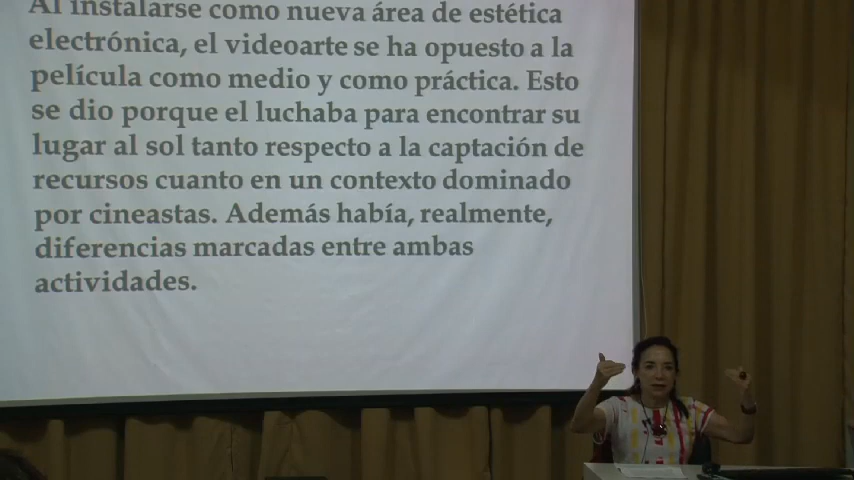 Al instalarse como nueva área de estética
electrónica, el videoarte se ha opuesto a la
película como medio y como práctica. Esto
se dio porque el luchaba para encontrar su
lugar al sol tanto respecto a la captación de
recursos cuanto en un contexto dominado
por cineastas. Además había, realmente,
diferencias marcadas entre ambas
actividades.